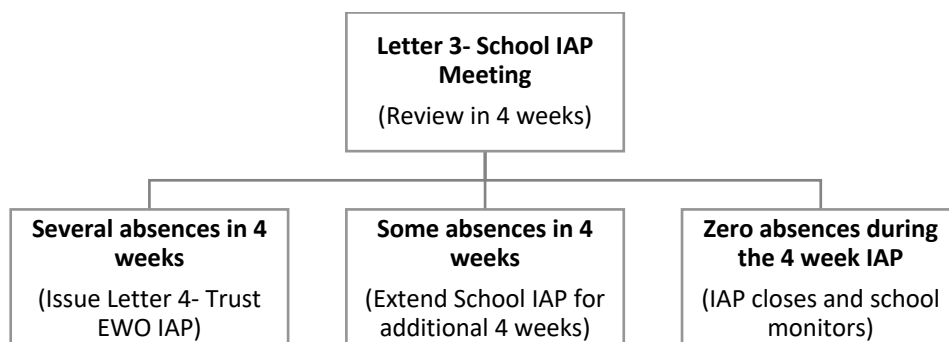 Letter 3- School IAP
Meeting
(Review in 4 weeks)
Several absences in 4
weeks
(Issue Letter 4- Trust
EWO IAP)
Some absences in 4
weeks
(Extend School IAP for
additional 4 weeks)
Zero absences during
the 4 week IAP
(IAP closes and school
monitors)